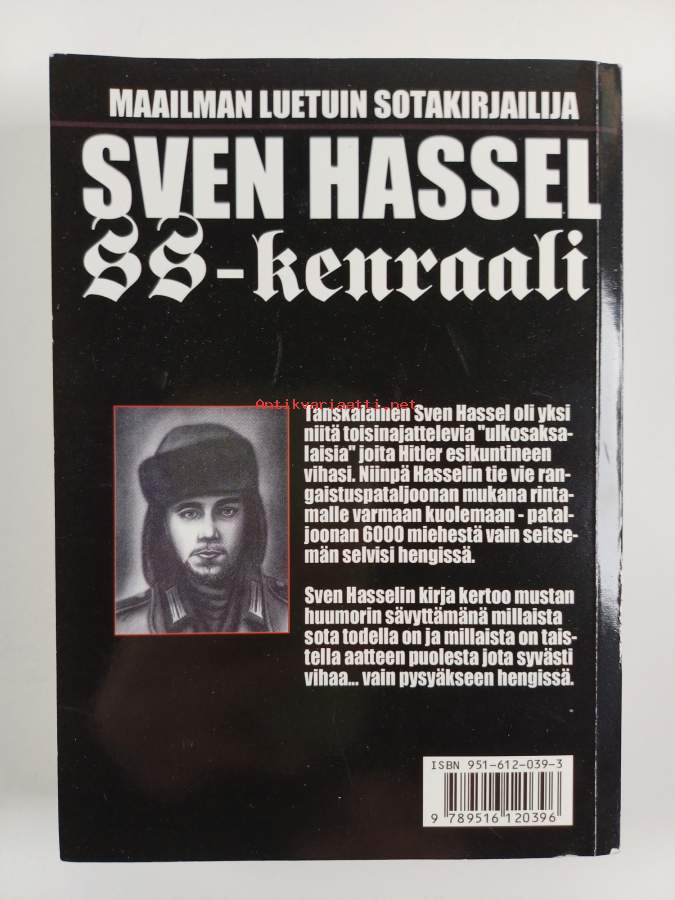 MAAILMAN LUETUIN SOTAKIRJAILIJA
SVEN HASSEL
SS-kenraali
Antikvariaatti.net
Tanskalainen Sven Hassel oli yksi
niitä toisinajattelevia "ulkosaksa-
laisia" joita Hitler esikuntineen
vihasi. Niinpä Hasselin tie vie ran-
gaistuspataljoonan mukana rinta-
malle varmaan kuolemaan - patal-
joonan 6000 miehestä vain seitse-
män selvisi hengissä.
Sven Hasselin kirja kertoo mustan
huumorin sävyttämänä millaista
sota todella on ja millaista on tais-
tella aatteen puolesta jota syvästi
vihaa... vain pysyäkseen hengissä.
ISBN 951-612-039-3
9 789516 120396